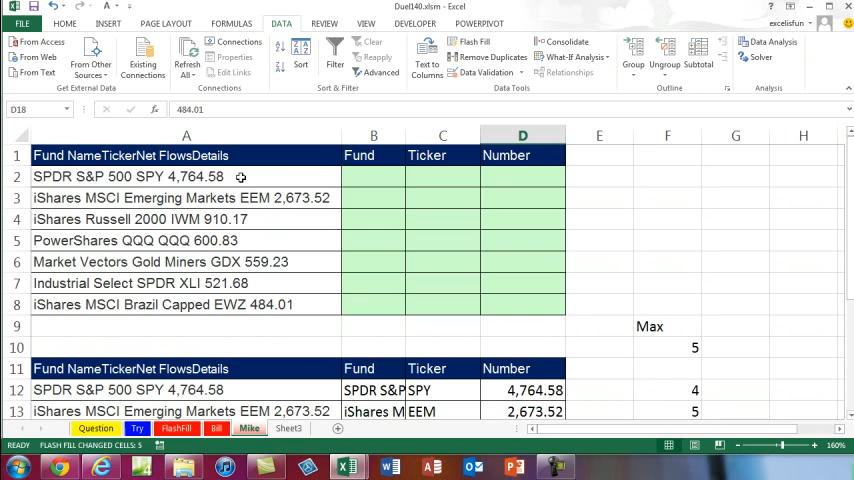 Duel140.xlsm - Excel
FILE HOME INSERT PAGE LAYOUT FORMULAS DATA REVIEW VIEW DEVELOPER POWERPIVOT excelisfun
From Access From Web From Text From Other Sources Existing Connections Refresh All Connections Properties Edit Links Sort Filter Clear Reapply Advanced Text to Columns Flash Fill Remove Duplicates Data Validation Consolidate What-If Analysis Relationships Group Ungroup Subtotal Data Analysis Solver
Get External Data Connections Sort & Filter Data Tools Outline Analysis
D18 fx 484.01
A B C D E F G H
1 Fund NameTickerNet FlowsDetails Fund Ticker Number
2 SPDR S&P 500 SPY 4,764.58
3 iShares MSCI Emerging Markets EEM 2,673.52
4 iShares Russell 2000 IWM 910.17
5 PowerShares QQQ QQQ 600.83
6 Market Vectors Gold Miners GDX 559.23
7 Industrial Select SPDR XLI 521.68
8 iShares MSCI Brazil Capped EWZ 484.01
9 Max
10 5
11 Fund NameTickerNet FlowsDetails Fund Ticker Number
12 SPDR S&P 500 SPY 4,764.58 SPDR S&P SPY 4,764.58 4
13 iShares MSCI Emerging Markets EEM 2,673.52 iShares M EEM 2,673.52 5
Question Try FlashFill Bill Mike Sheet3
READY FLASH FILL CHANGED CELLS: 5 160%